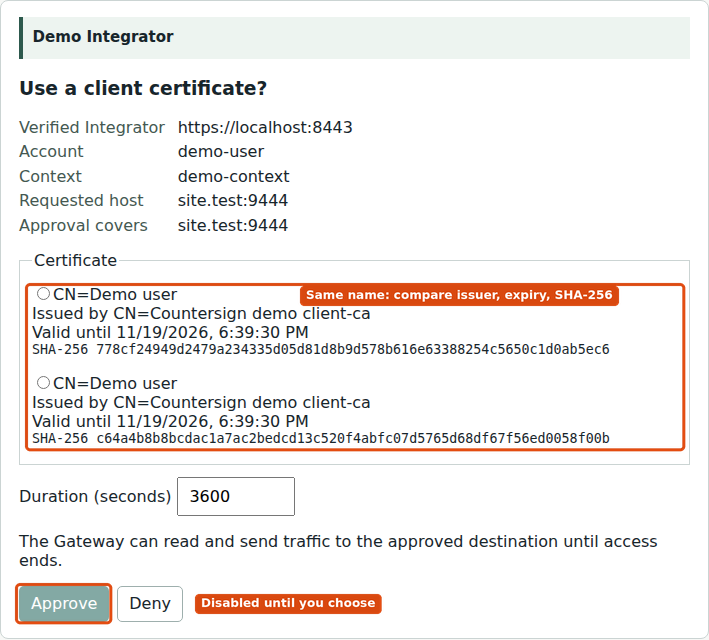 Demo Integrator
Use a client certificate?
Verified Integrator https://localhost:8443
Account demo-user
Context demo-context
Requested host site.test:9444
Approval covers site.test:9444
Certificate
CN=Demo user
Same name: compare issuer, expiry, SHA-256
Issued by CN=Countersign demo client-ca
Valid until 11/19/2026, 6:39:30 PM
SHA-256 778cf24949d2479a234335d05d81d8b9d578b616e63388254c5650c1d0ab5ec6
CN=Demo user
Issued by CN=Countersign demo client-ca
Valid until 11/19/2026, 6:39:30 PM
SHA-256 c64a4b8b8bcdac1a7ac2bedcd13c520f4abfc07d5765d68df67f56ed0058f00b
Duration (seconds) 3600
The Gateway can read and send traffic to the approved destination until access
ends.
Approve Deny Disabled until you choose